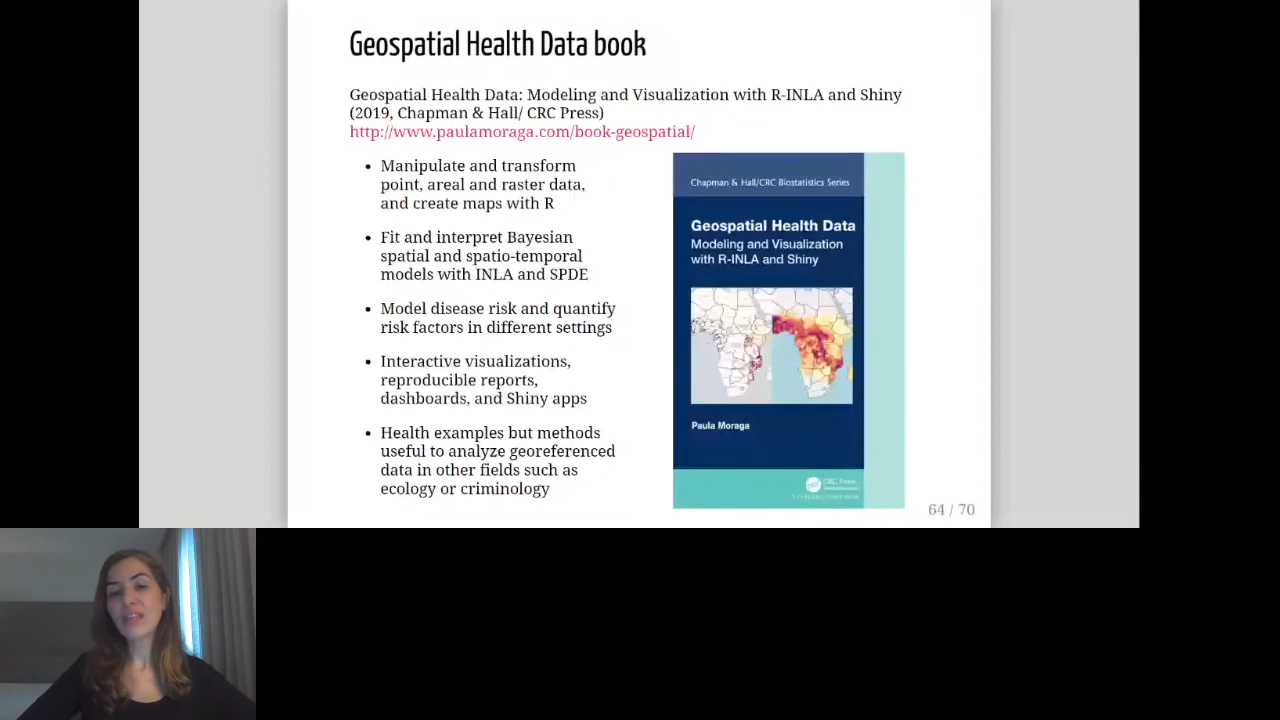 Geospatial Health Data book
Geospatial Health Data: Modeling and Visualization with R-INLA and Shiny
(2019, Chapman & Hall/ CRC Press)
http://www.paulamoraga.com/book-geospatial/
• Manipulate and transform
point, areal and raster data,
and create maps with R
• Fit and interpret Bayesian
spatial and spatio-temporal
models with INLA and SPDE
• Model disease risk and quantify
risk factors in different settings
• Interactive visualizations,
reproducible reports,
dashboards, and Shiny apps
• Health examples but methods
useful to analyze georeferenced
data in other fields such as
ecology or criminology
Chapman & Hall/CRC Biostatistics Series
Geospatial Health Data
Modeling and Visualization
with R-INLA and Shiny
Paula Moraga
CRC Press
64 / 70